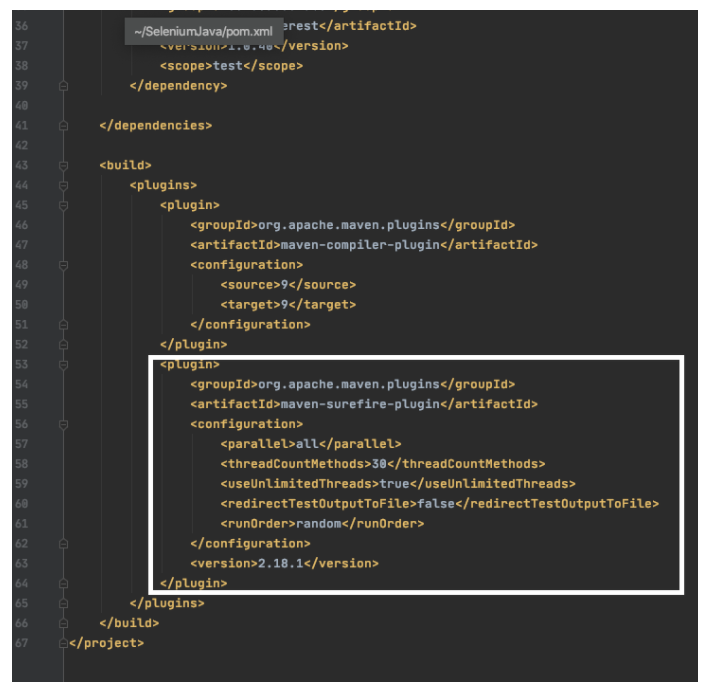 36 erest</artifactId>
~/SeleniumJava/pom.xml
37 <version>1.0.40</version>
38 <scope>test</scope>
39 </dependency>
40
41 </dependencies>
42
43 <build>
44 <plugins>
45 <plugin>
46 <groupId>org.apache.maven.plugins</groupId>
47 <artifactId>maven-compiler-plugin</artifactId>
48 <configuration>
49 <source>9</source>
50 <target>9</target>
51 </configuration>
52 </plugin>
53 <plugin>
54 <groupId>org.apache.maven.plugins</groupId>
55 <artifactId>maven-surefire-plugin</artifactId>
56 <configuration>
57 <parallel>all</parallel>
58 <threadCountMethods>30</threadCountMethods>
59 <useUnlimitedThreads>true</useUnlimitedThreads>
60 <redirectTestOutputToFile>false</redirectTestOutputToFile>
61 <runOrder>random</runOrder>
62 </configuration>
63 <version>2.18.1</version>
64 </plugin>
65 </plugins>
66 </build>
67 </project>